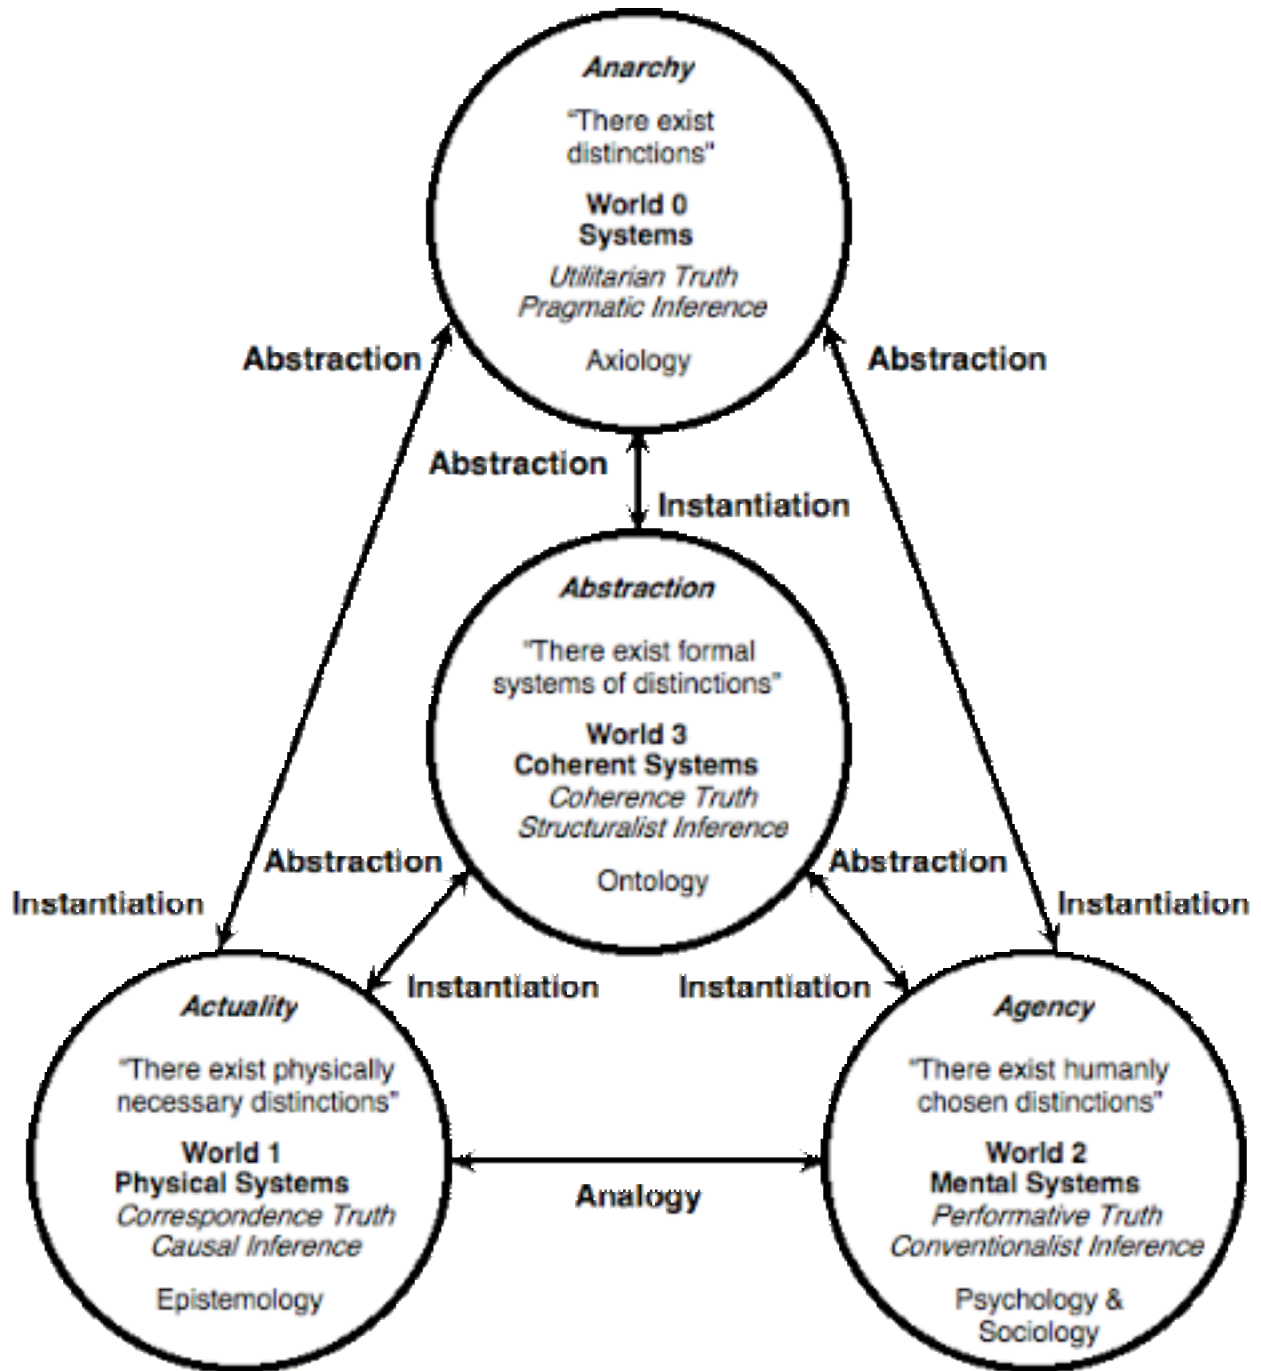 Anarchy
"There exist
distinctions"
World 0
Systems
Utilitarian Truth
Pragmatic Inference
Axiology
Abstraction
Abstraction
Abstraction
Instantiation
Abstraction
"There exist formal
systems of distinctions"
World 3
Coherent Systems
Coherence Truth
Structuralist Inference
Ontology
Abstraction
Abstraction
Instantiation
Instantiation
Instantiation
Instantiation
Actuality
"There exist physically
necessary distinctions"
World 1
Physical Systems
Correspondence Truth
Causal Inference
Epistemology
Analogy
Agency
"There exist humanly
chosen distinctions"
World 2
Mental Systems
Performative Truth
Conventionalist Inference
Psychology &
Sociology